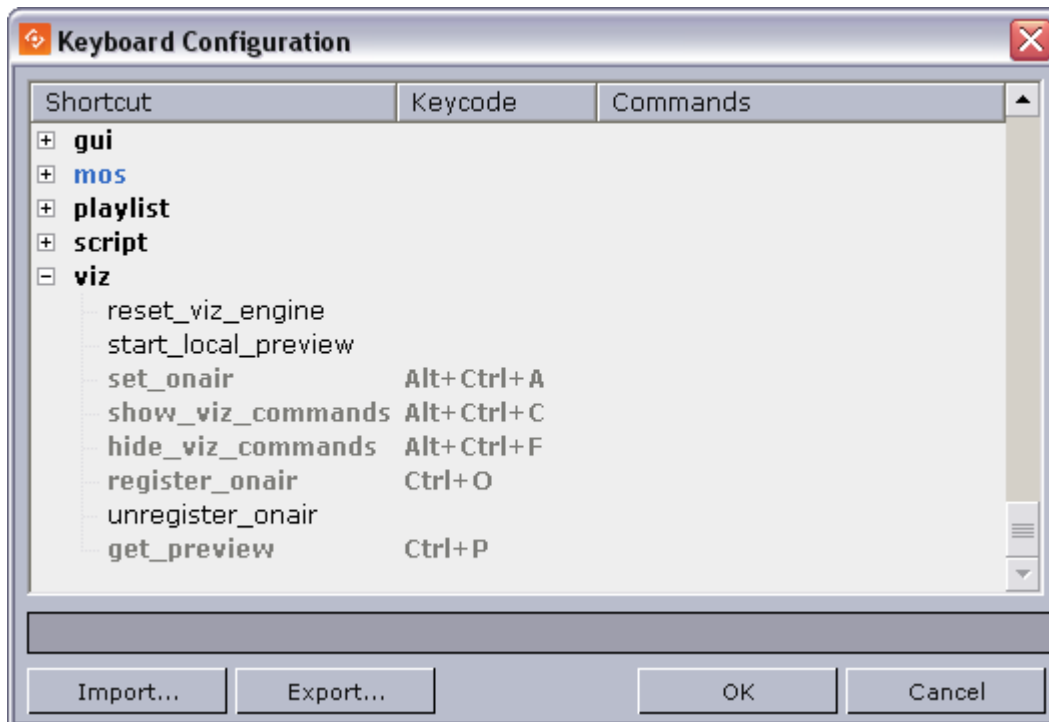 Keyboard Configuration
Shortcut Keycode Commands
gui
mos
playlist
script
viz
reset_viz_engine
start_local_preview
set_onair Alt+Ctrl+A
show_viz_commands Alt+Ctrl+C
hide_viz_commands Alt+Ctrl+F
register_onair Ctrl+O
unregister_onair
get_preview Ctrl+P
Import... Export... OK Cancel